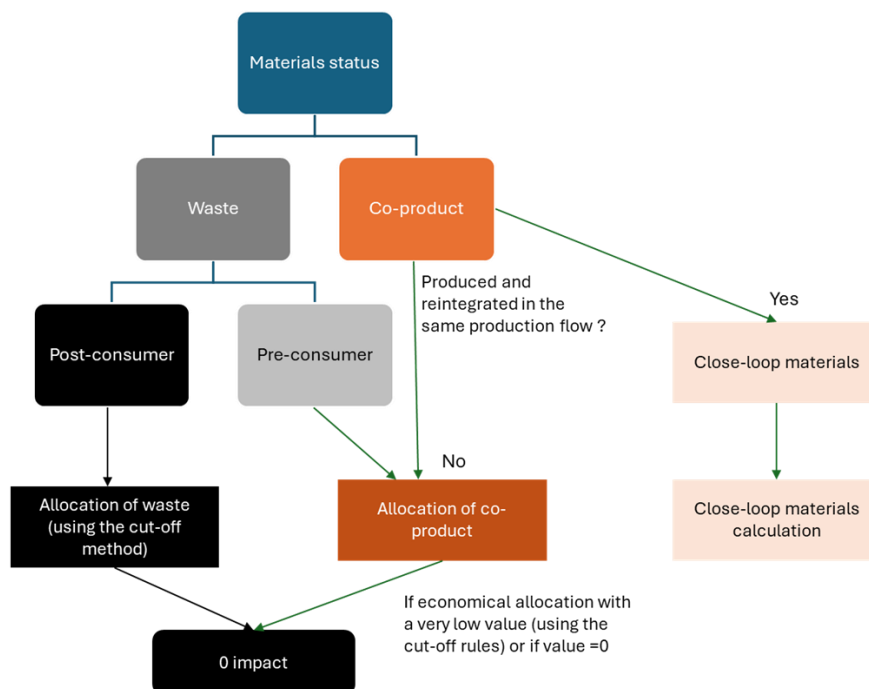 Materials status
Waste
Co-product
Produced and
reintegrated in the
same production flow ?
Yes
Post-consumer
Pre-consumer
Close-loop materials
No
Allocation of waste
(using the cut-off
method)
Allocation of co-
product
Close-loop materials
calculation
If economical allocation with
a very low value (using the
cut-off rules) or if value =0
0 impact